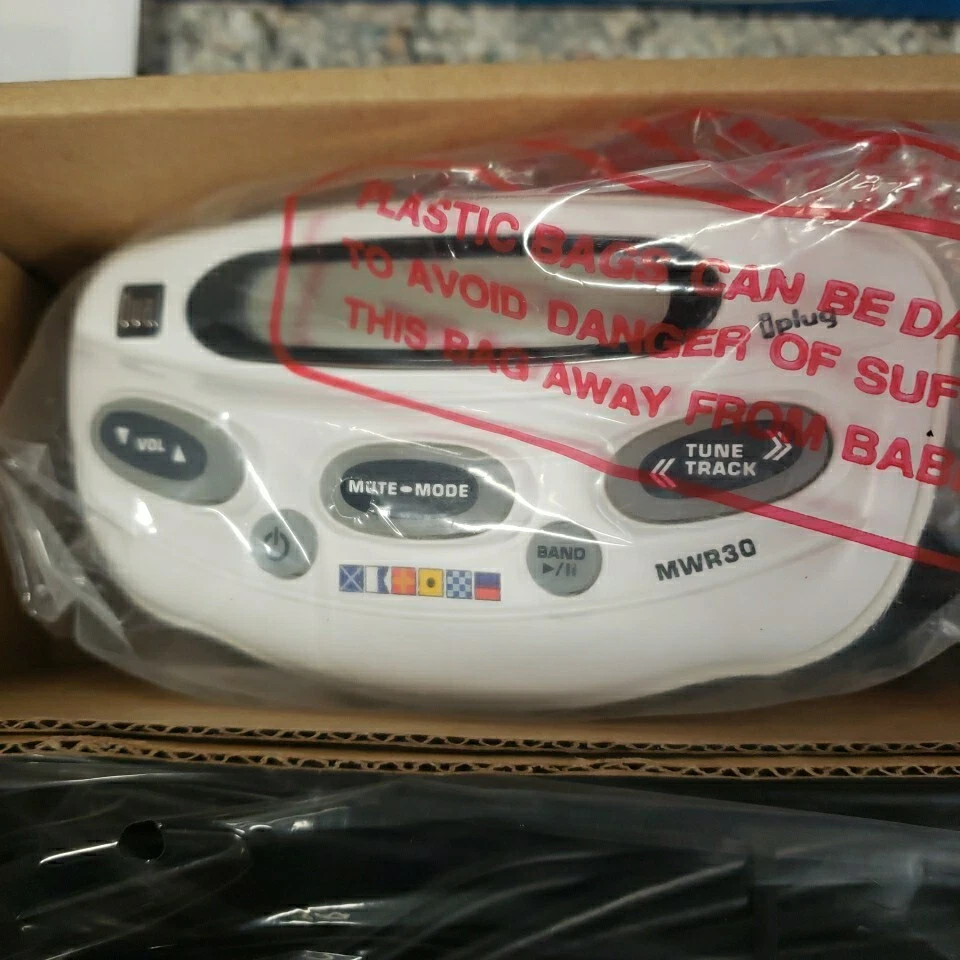 PLASTIC BAGS CAN BE DA
TO AVOID DANGER OF SUF
THIS BAG AWAY FROM BAB
iplug
VOL
MUTE-MODE
TUNE
TRACK
BAND
MWR30